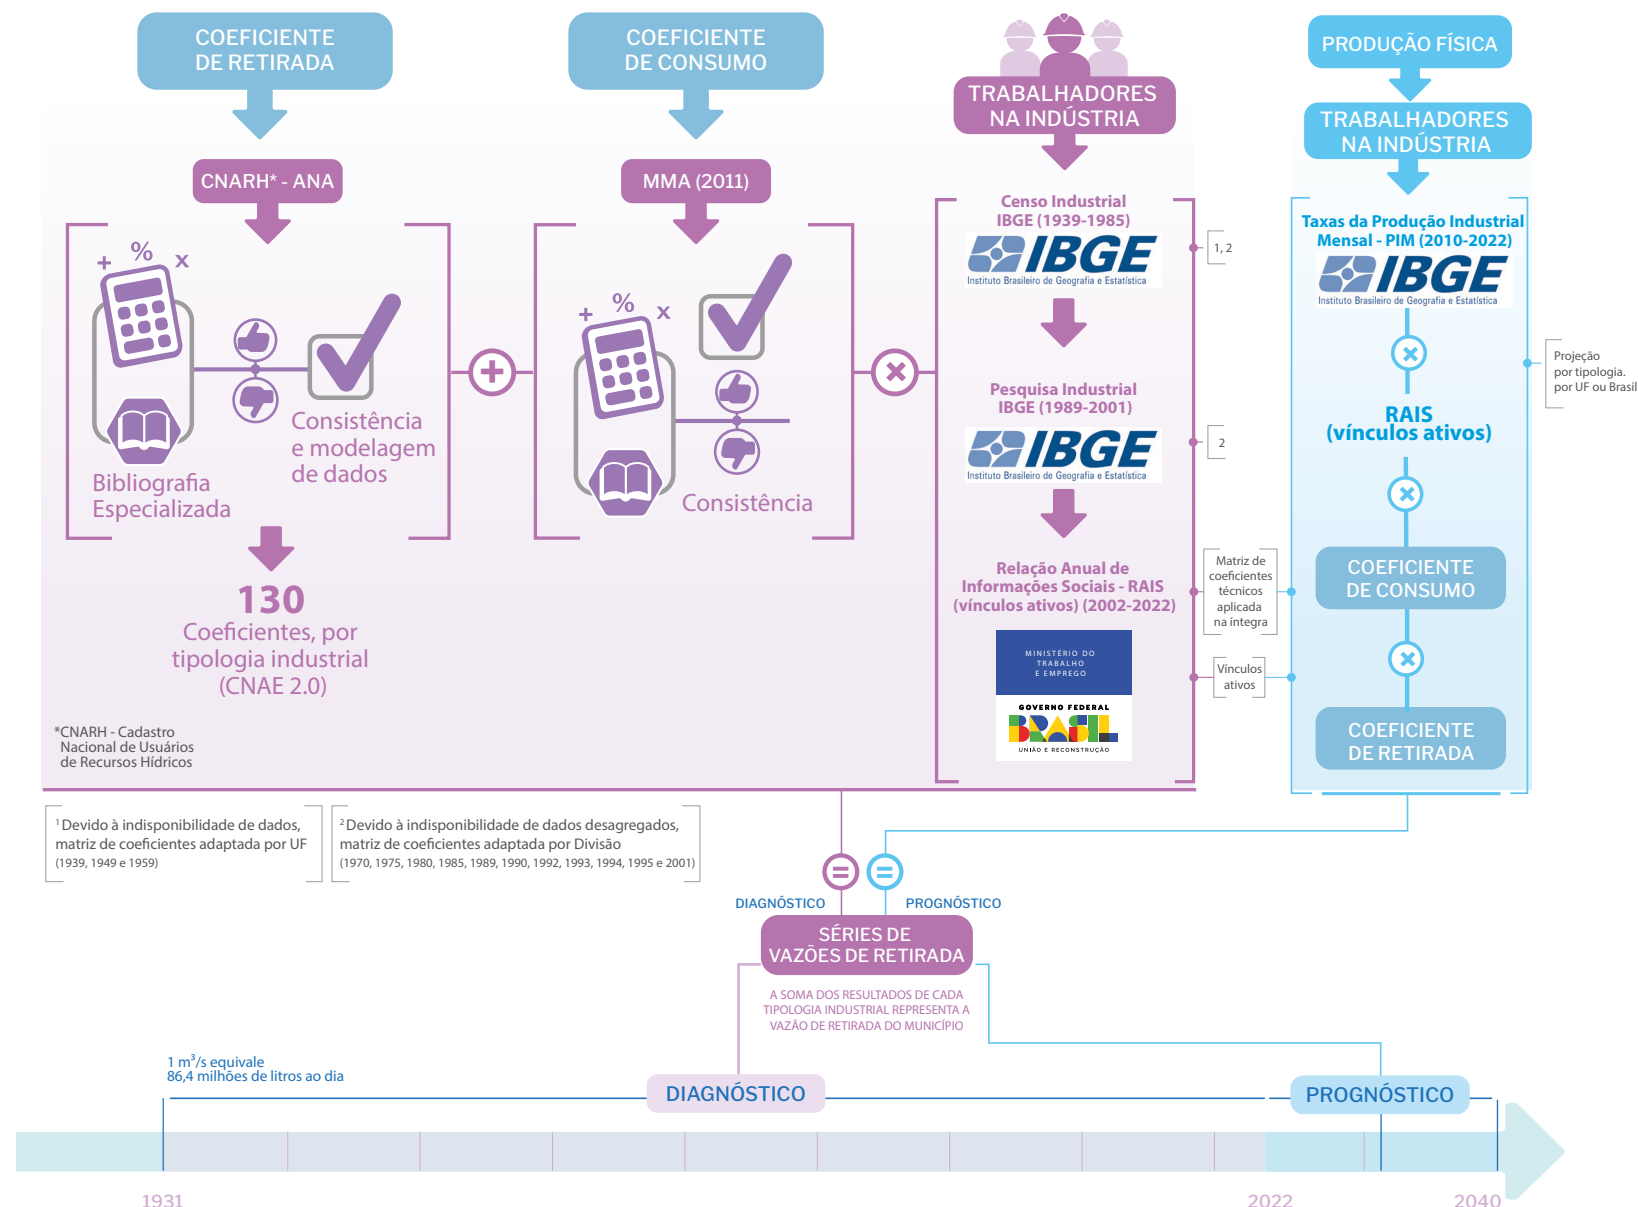 COEFICIENTE
DE RETIRADA
CNARH* - ANA
+ % x
Bibliografia
Especializada
Consistência
e modelagem
de dados
130
Coeficientes, por
tipologia industrial
(CNAE 2.0)
*CNARH - Cadastro
Nacional de Usuários
de Recursos Hídricos
+
COEFICIENTE
DE CONSUMO
MMA (2011)
+ % x
Consistência
×
TRABALHADORES
NA INDÚSTRIA
Censo Industrial
IBGE (1939-1985)
IBGE
Instituto Brasileiro de Geografia e Estatística
1, 2
Pesquisa Industrial
IBGE (1989-2001)
IBGE
Instituto Brasileiro de Geografia e Estatística
2
Relação Anual de
Informações Sociais - RAIS
(vínculos ativos) (2002-2022)
MINISTÉRIO DO
TRABALHO
E EMPREGO
GOVERNO FEDERAL
BRASIL
UNIÃO E RECONSTRUÇÃO
Matriz de
coeficientes
técnicos
aplicada
na íntegra
Vínculos
ativos
PRODUÇÃO FÍSICA
TRABALHADORES
NA INDÚSTRIA
Taxas da Produção Industrial
Mensal - PIM (2010-2022)
IBGE
Instituto Brasileiro de Geografia e Estatística
×
RAIS
(vínculos ativos)
×
COEFICIENTE
DE CONSUMO
×
COEFICIENTE
DE RETIRADA
Projeção
por tipologia.
por UF ou Brasil
1 Devido à indisponibilidade de dados,
matriz de coeficientes adaptada por UF
(1939, 1949 e 1959)
2 Devido à indisponibilidade de dados desagregados,
matriz de coeficientes adaptada por Divisão
(1970, 1975, 1980, 1985, 1989, 1990, 1992, 1993, 1994, 1995 e 2001)
= =
DIAGNÓSTICO PROGNÓSTICO
SÉRIES DE
VAZÕES DE RETIRADA
A SOMA DOS RESULTADOS DE CADA
TIPOLOGIA INDUSTRIAL REPRESENTA A
VAZÃO DE RETIRADA DO MUNICÍPIO
1 m³/s equivale
86,4 milhões de litros ao dia
DIAGNÓSTICO PROGNÓSTICO
1931 2022 2040